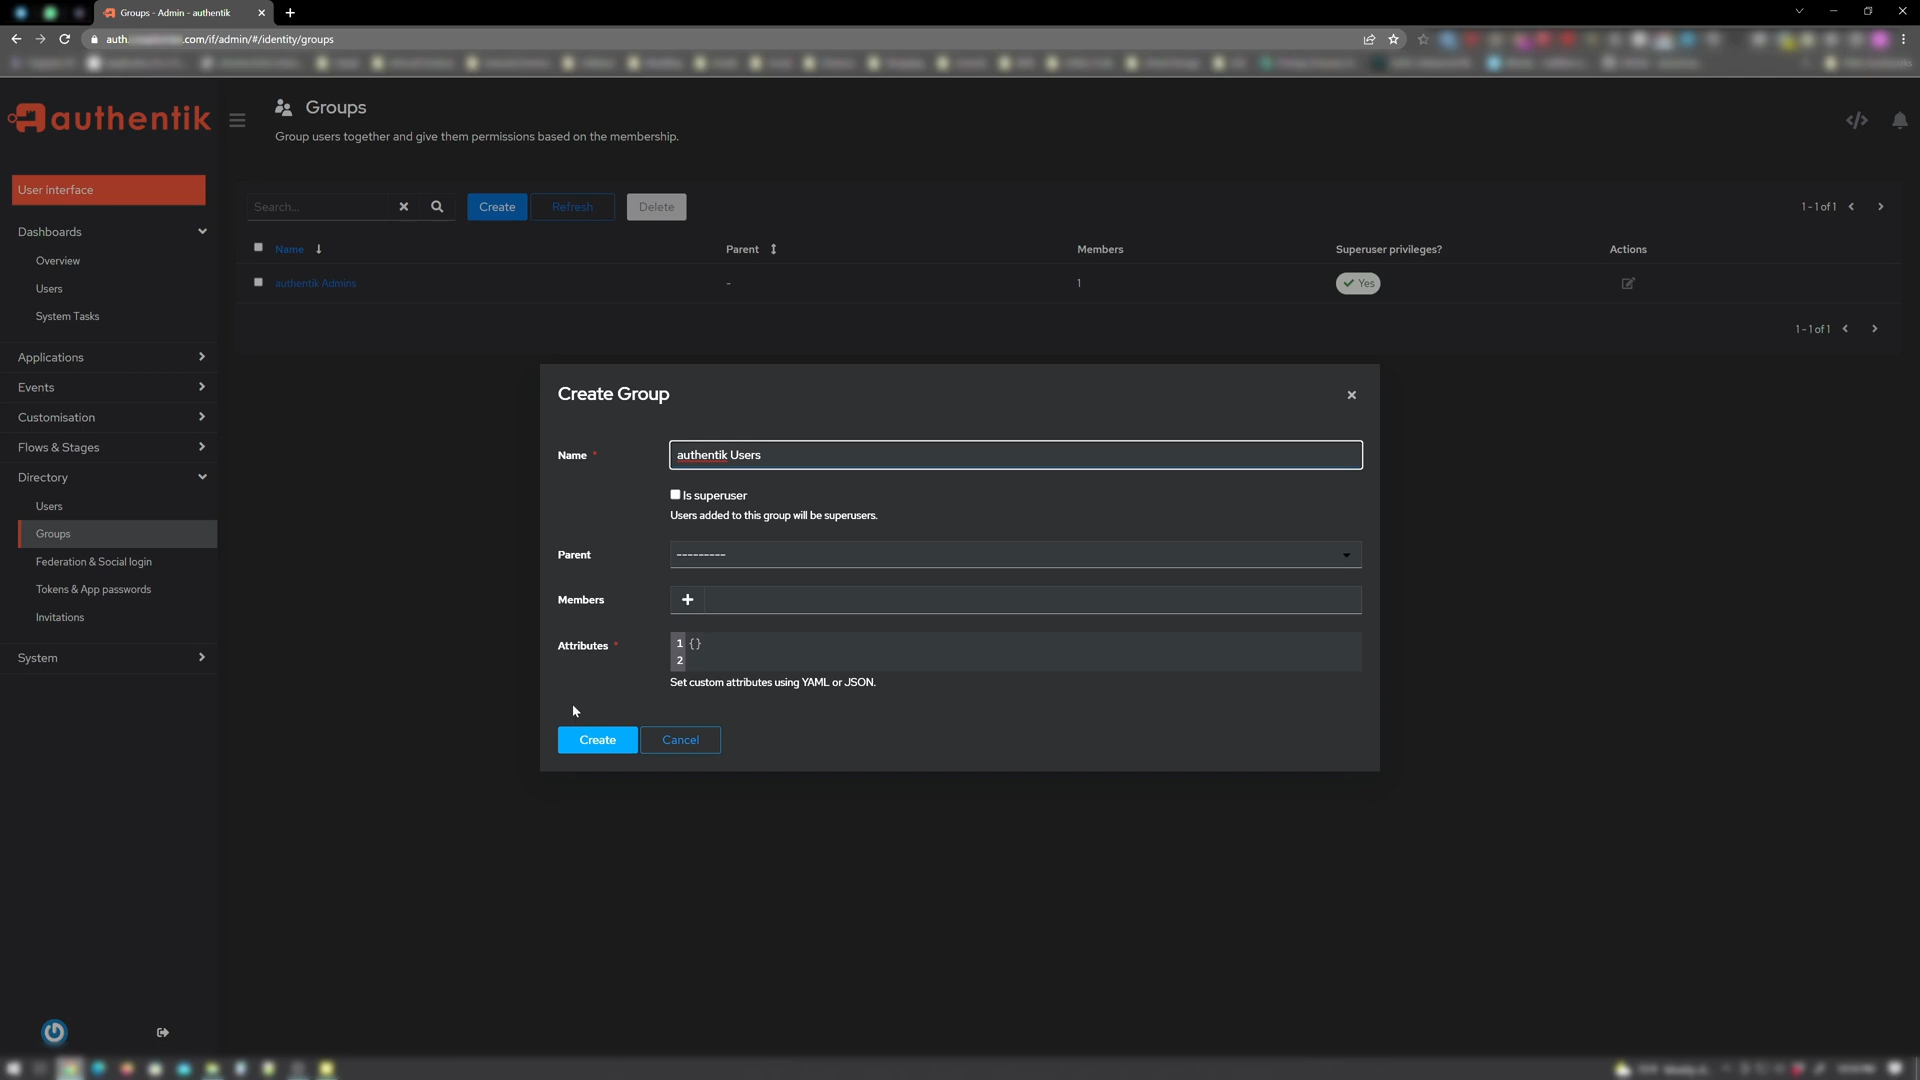 Groups - Admin - authentik
auth.
.com/if/admin/#/identity/groups
authentik
Groups
Group users together and give them permissions based on the membership.
User interface
Search...
Create
Refresh
Delete
1 - 1 of 1
Dashboards
Name
Parent
Members
Superuser privileges?
Actions
Overview
authentik Admins
-
1
Yes
Users
System Tasks
1 - 1 of 1
Applications
Events
Customisation
Flows & Stages
Directory
Users
Groups
Federation & Social login
Tokens & App passwords
Invitations
System
Create Group
Name *
authentik Users
Is superuser
Users added to this group will be superusers.
Parent
---------
Members
Attributes *
1 {}
2
Set custom attributes using YAML or JSON.
Create
Cancel